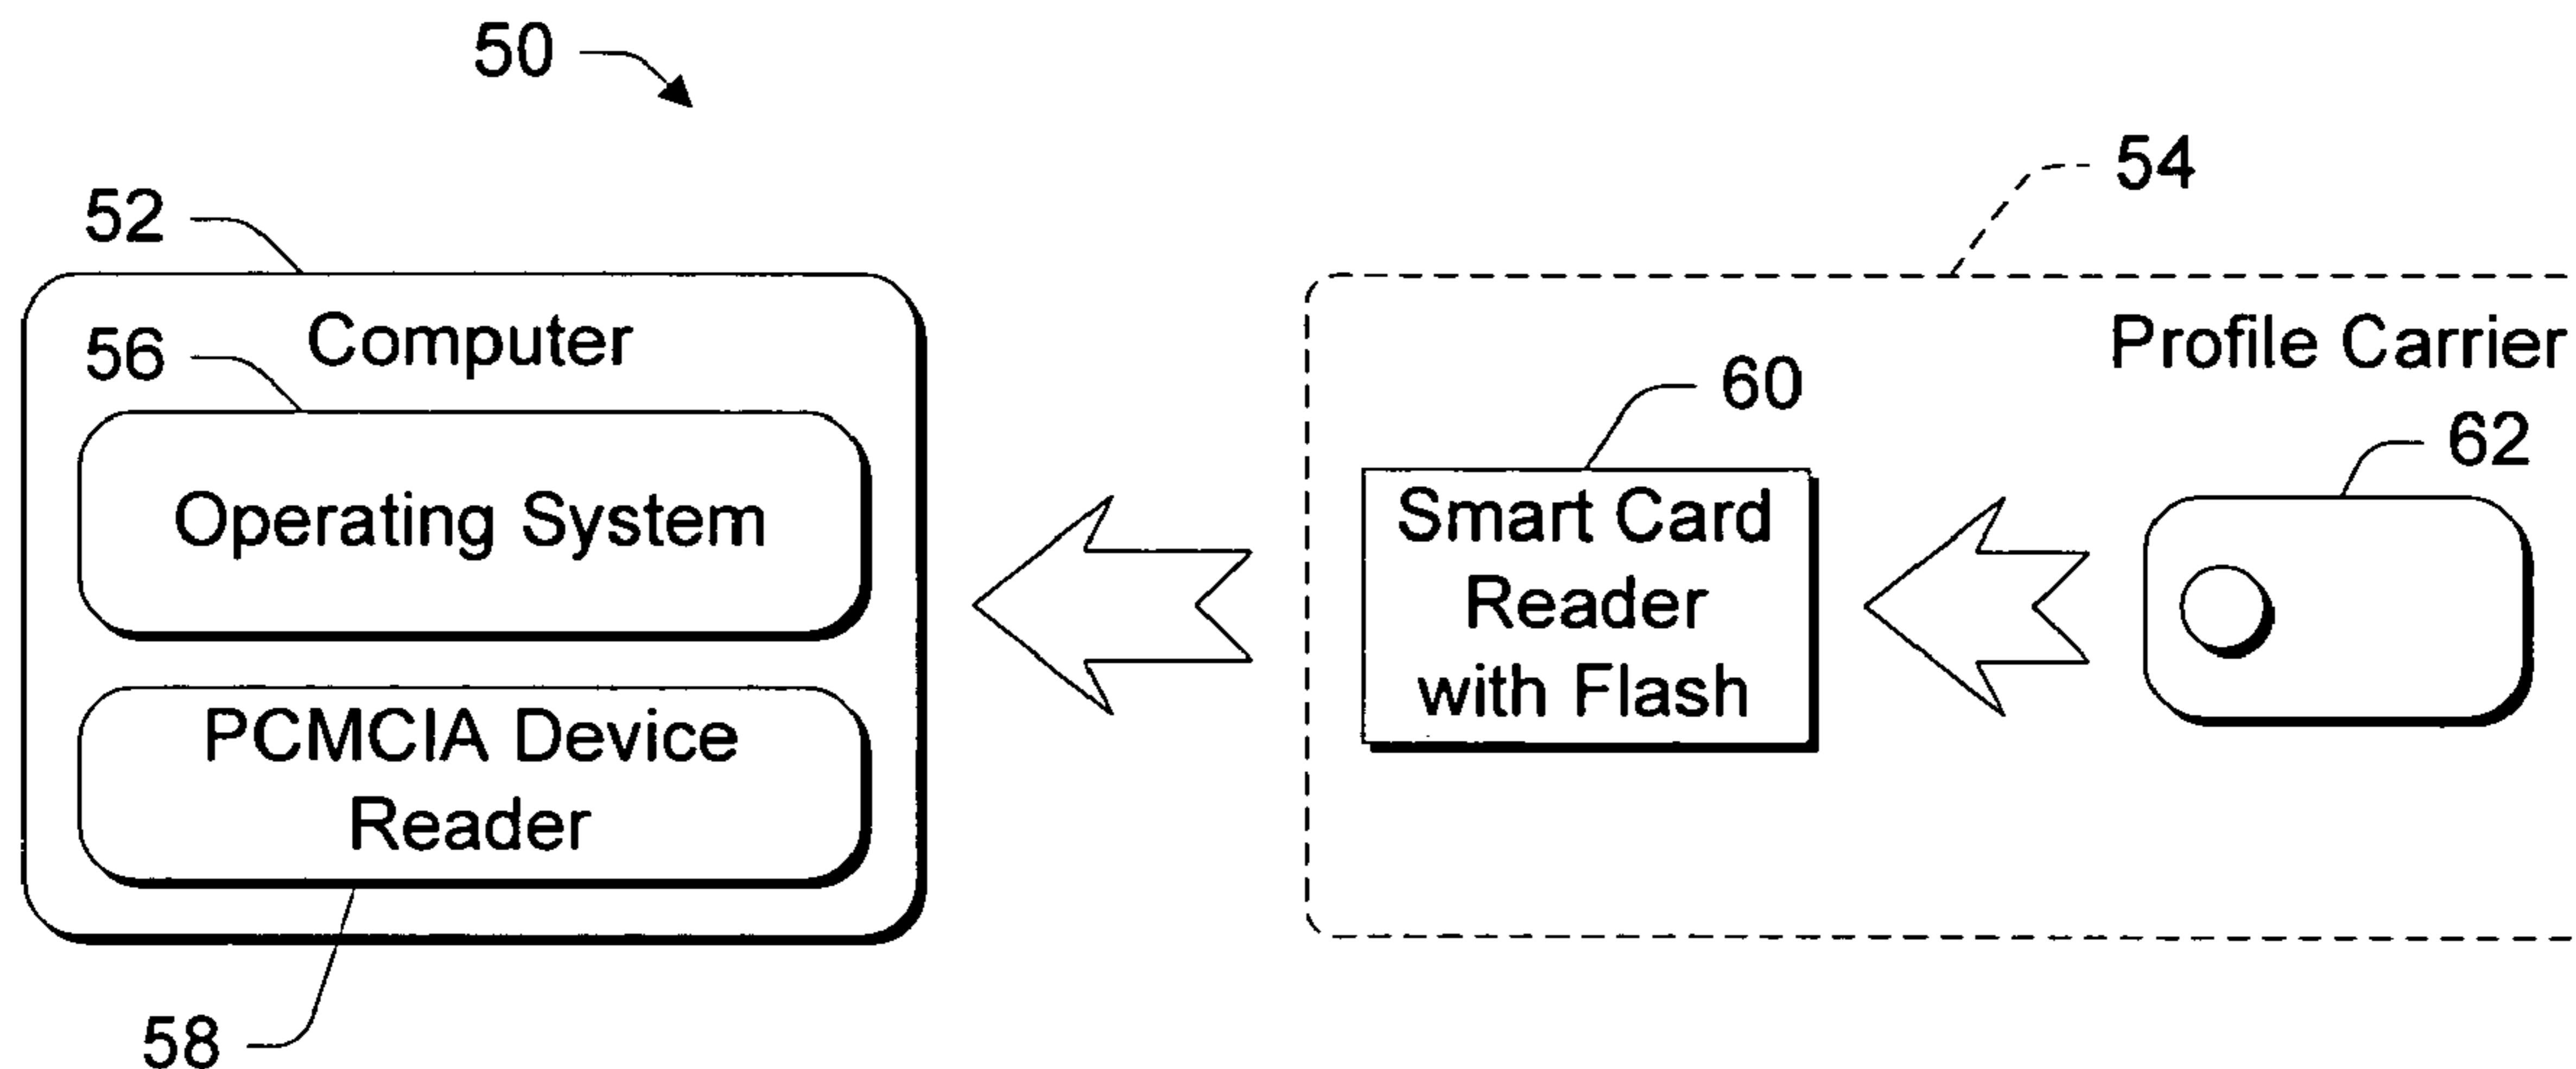 50
54
52
Computer
Profile Carrier
56
60
62
Operating System
Smart Card
Reader
with Flash
PCMCIA Device
Reader
58